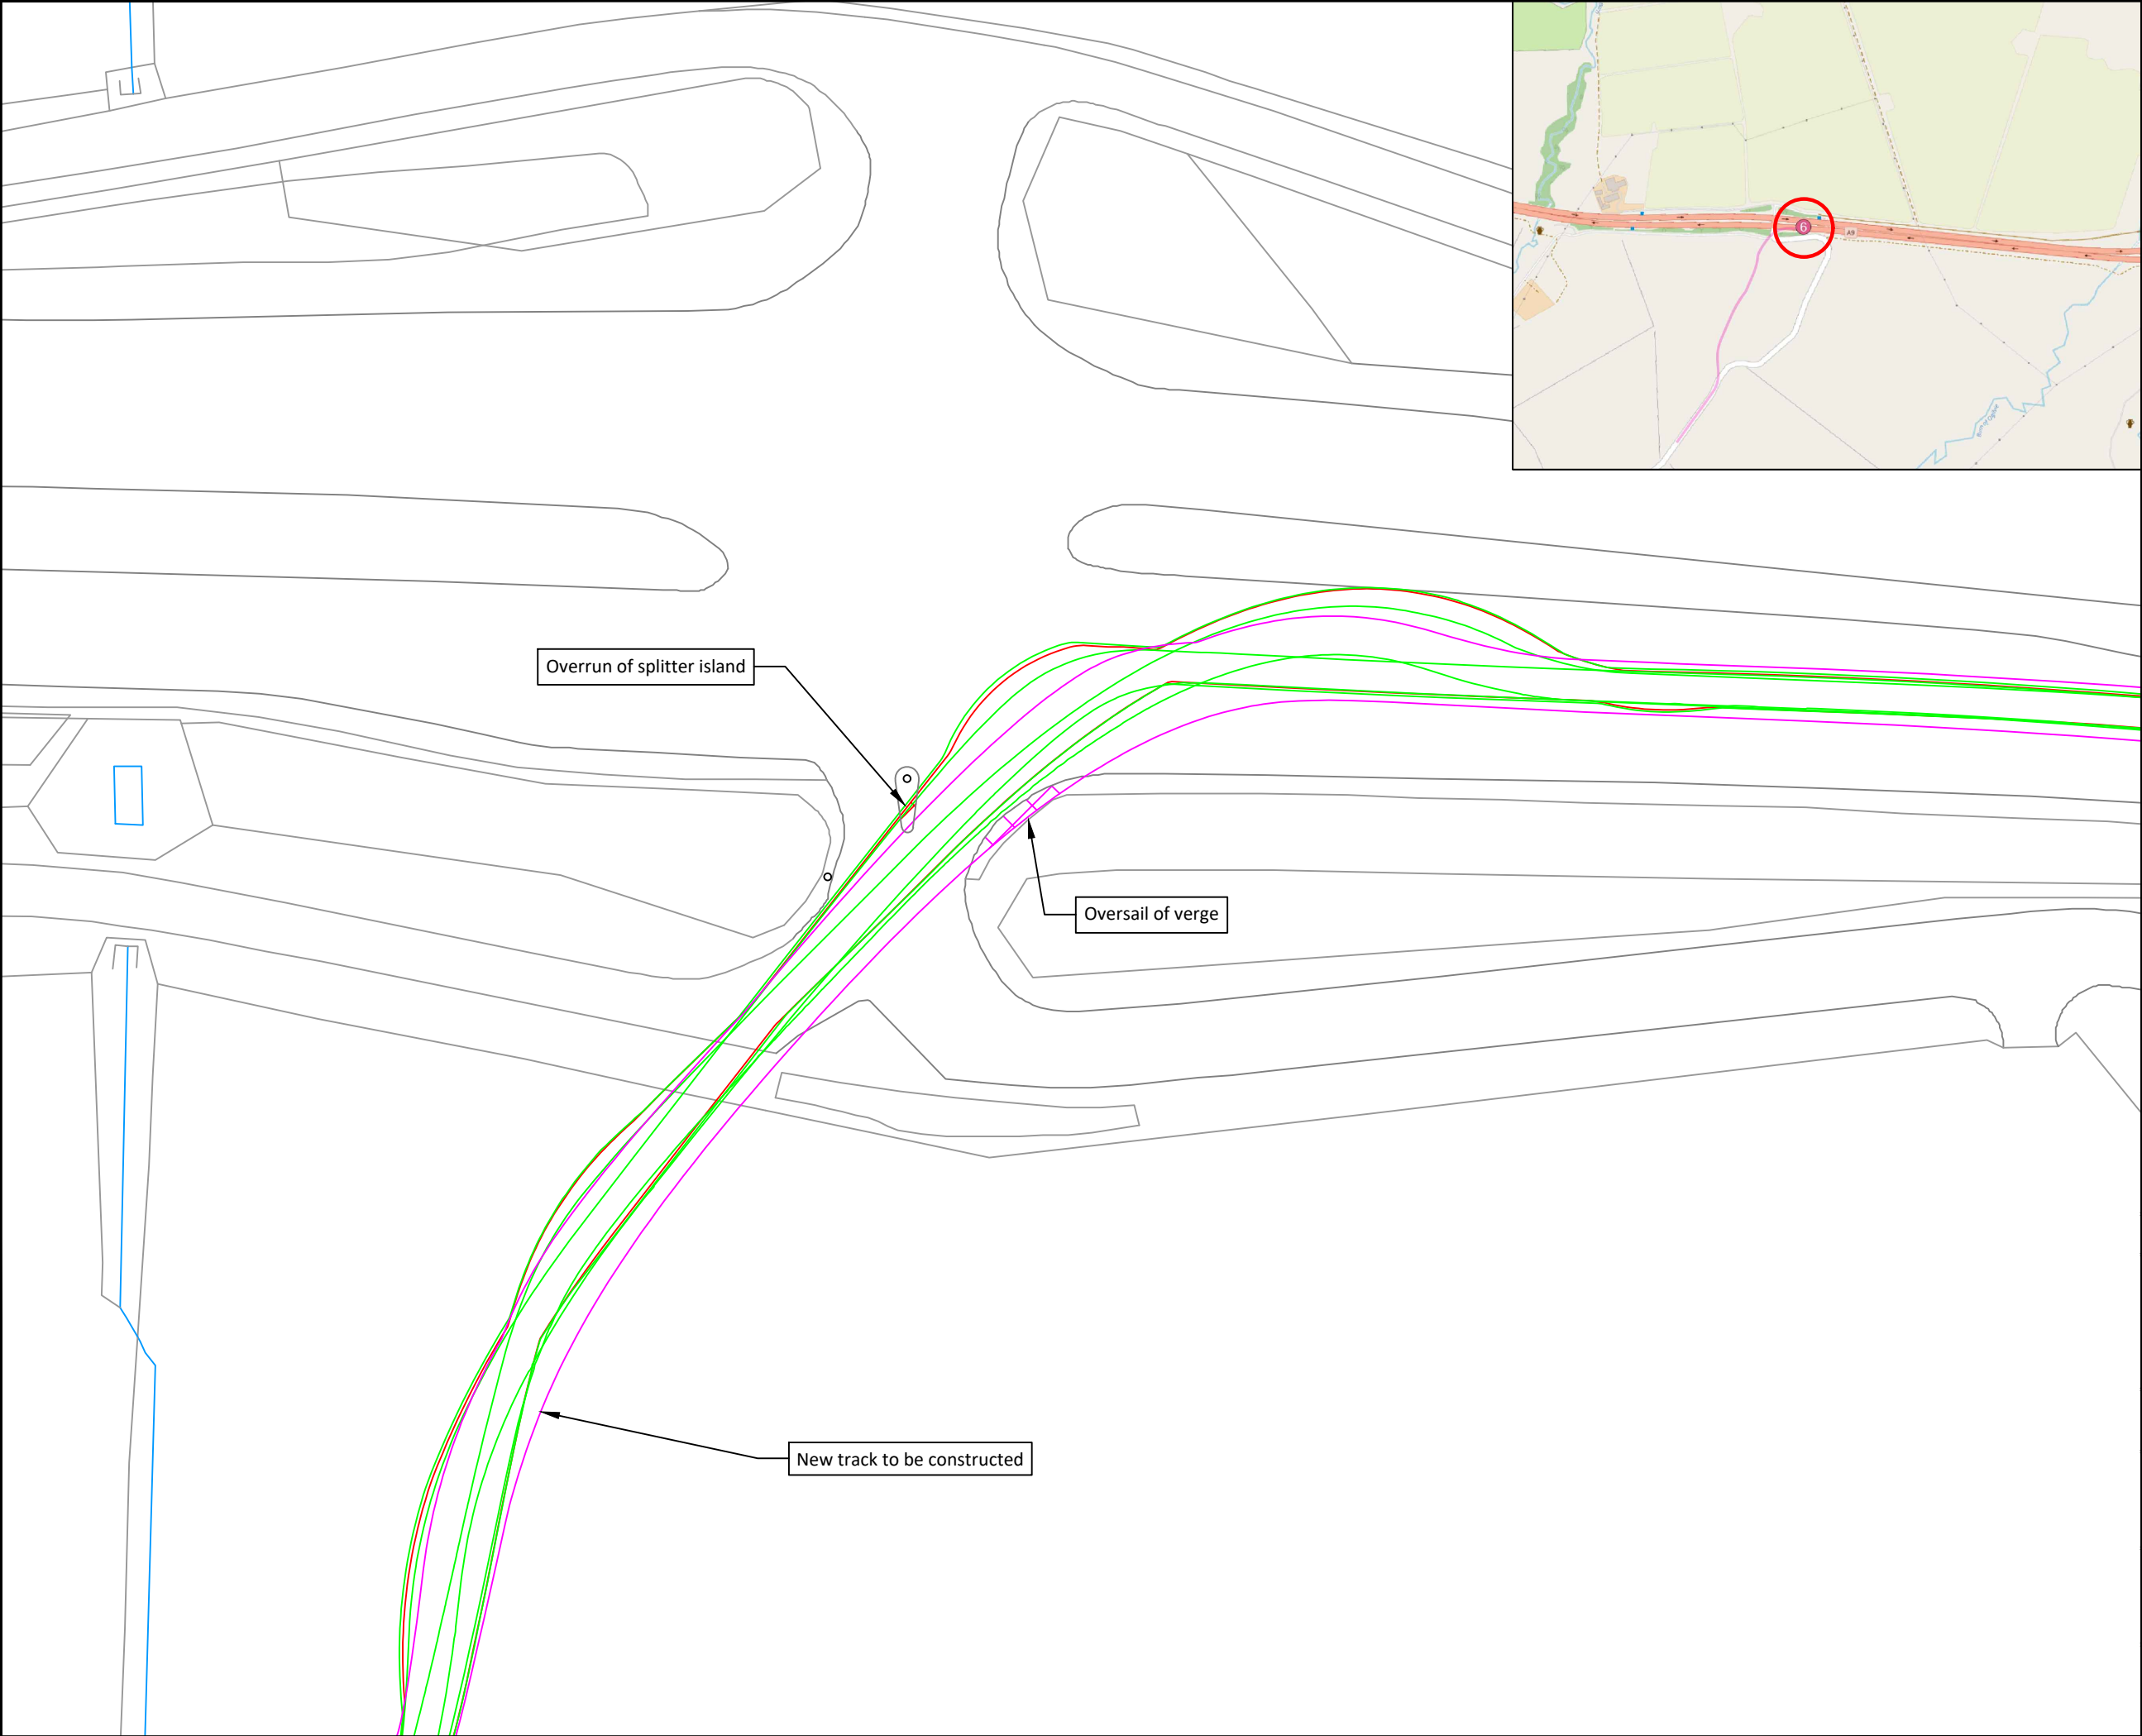 6
A9
Overrun of splitter island
Oversail of verge
New track to be constructed